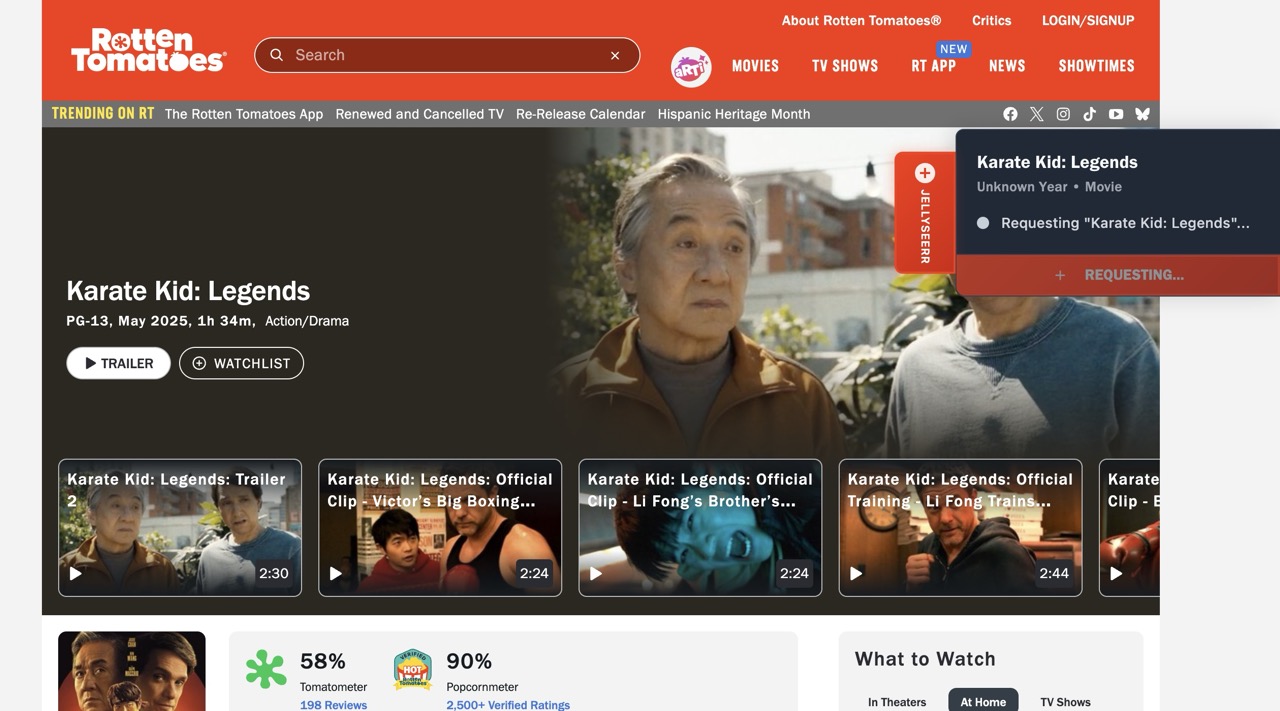 About Rotten Tomatoes® Critics LOGIN/SIGNUP
Rotten
Tomatoes®
Search
NEW
aRTi
MOVIES TV SHOWS RT APP NEWS SHOWTIMES
TRENDING ON RT The Rotten Tomatoes App Renewed and Cancelled TV Re-Release Calendar Hispanic Heritage Month
JELLYSEERR
Karate Kid: Legends
Unknown Year • Movie
Requesting "Karate Kid: Legends"...
+ REQUESTING...
Karate Kid: Legends
PG-13, May 2025, 1h 34m, Action/Drama
TRAILER
WATCHLIST
Karate Kid: Legends: Trailer
2
2:30
Karate Kid: Legends: Official
Clip - Victor's Big Boxing...
2:24
Karate Kid: Legends: Official
Clip - Li Fong's Brother's...
2:24
Karate Kid: Legends: Official
Training - Li Fong Trains...
2:44
Karate
58%
Tomatometer
198 Reviews
VERIFIED
HOT
Rotten
Tomatoes
90%
Popcornmeter
2,500+ Verified Ratings
What to Watch
In Theaters At Home TV Shows